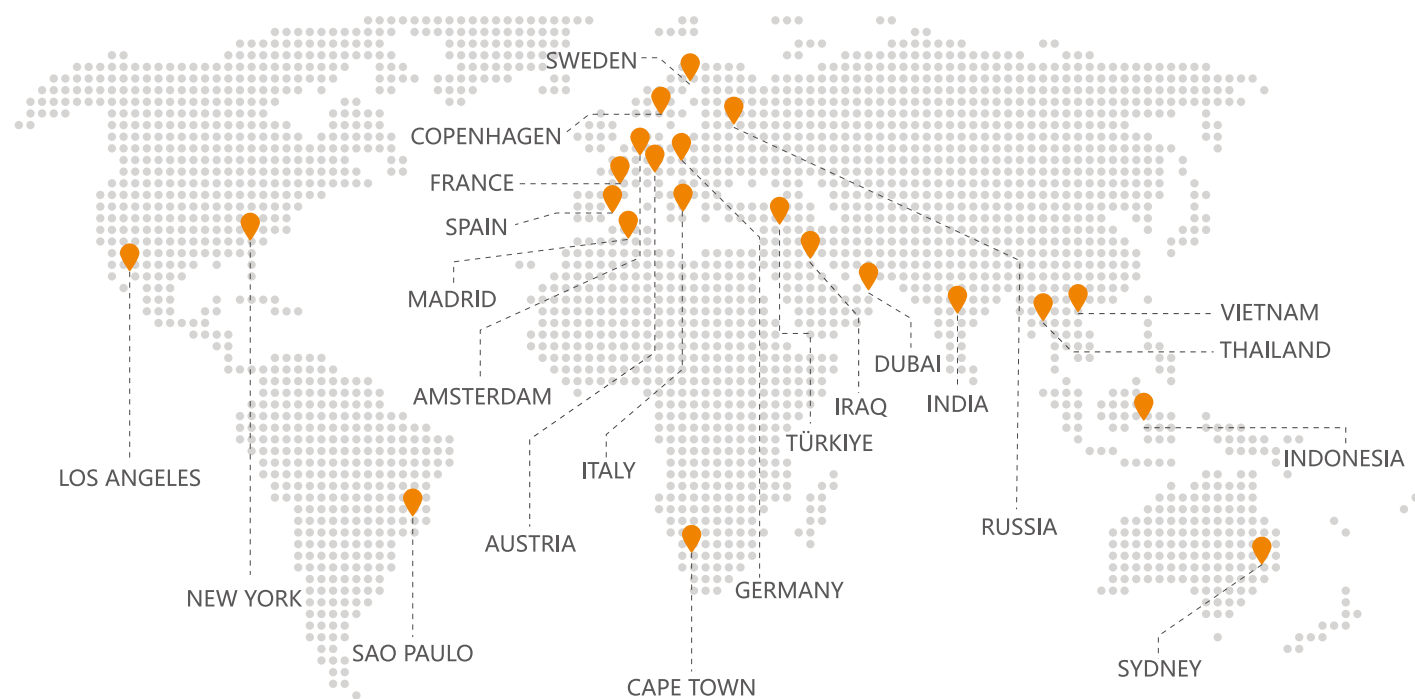 SWEDEN
COPENHAGEN
FRANCE
SPAIN
MADRID
AMSTERDAM
VIETNAM
THAILAND
DUBAI
IRAQ
INDIA
TÜRKIYE
INDONESIA
ITALY
LOS ANGELES
RUSSIA
AUSTRIA
GERMANY
NEW YORK
SAO PAULO
SYDNEY
CAPE TOWN